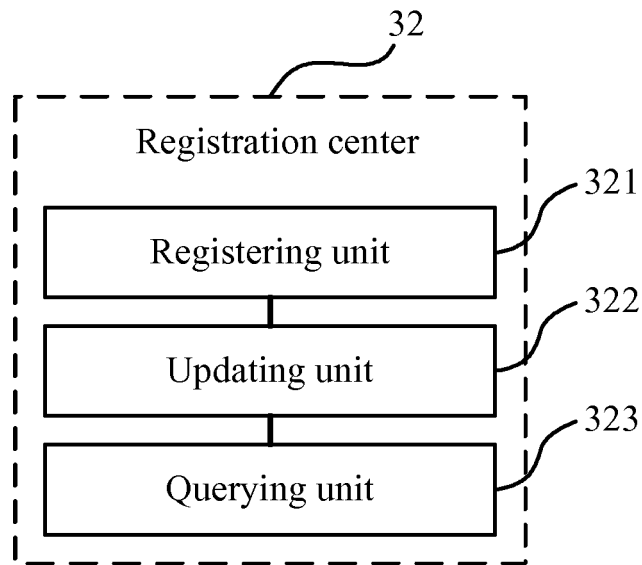 32
Registration center
321
Registering unit
322
Updating unit
323
Querying unit